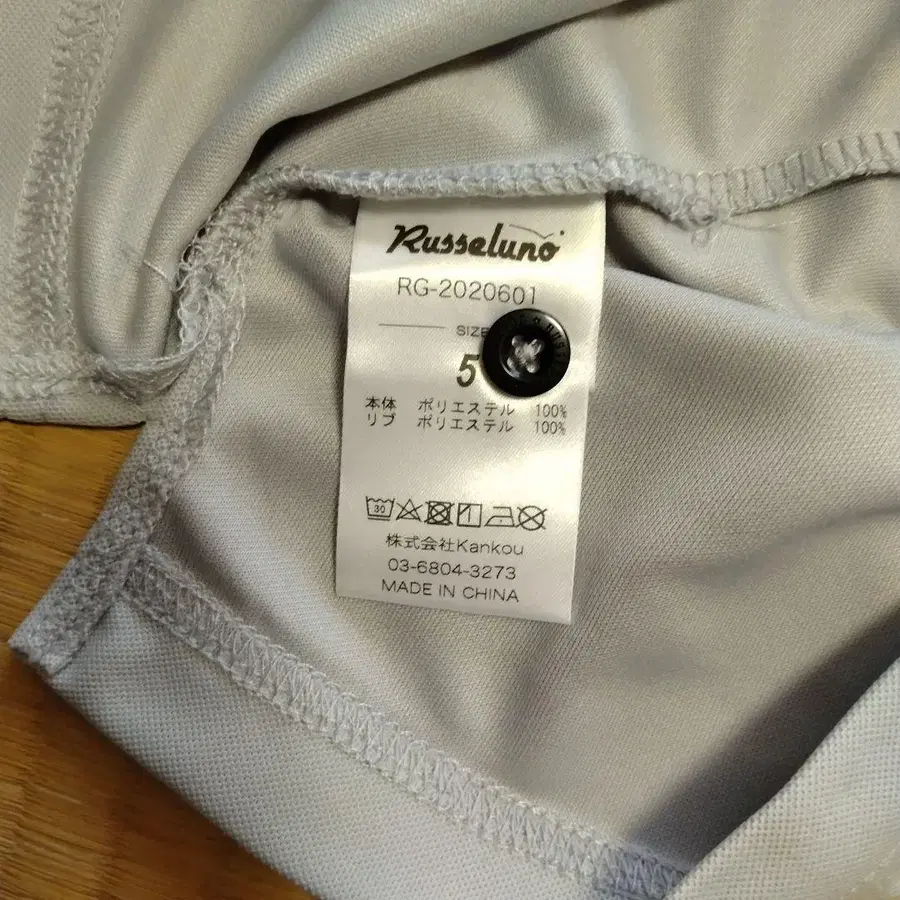 Russeluno
RG-2020601
SIZE
5
本体 ポリエステル 100%
リブ ポリエステル 100%
30
株式会社Kankou
03-6804-3273
MADE IN CHINA